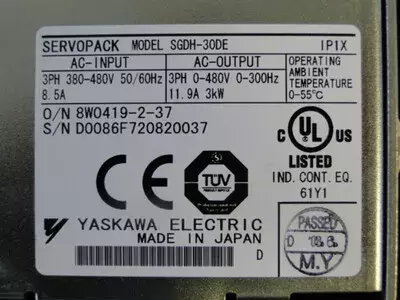 SERVOPACK MODEL SGDH-30DE IP1X
AC-INPUT AC-OUTPUT OPERATING
3PH 380-480V 50/60Hz 3PH 0-480V 0-300Hz AMBIENT
8.5A 11.9A 3kW TEMPERATURE
0-55°C
O/N 8W0419-2-37
S/N D0086F720820037
C UL US
LISTED
IND. CONT. EQ.
61Y1
CE
TÜV
YASKAWA ELECTRIC
MADE IN JAPAN
D
PASSED
D
M.Y